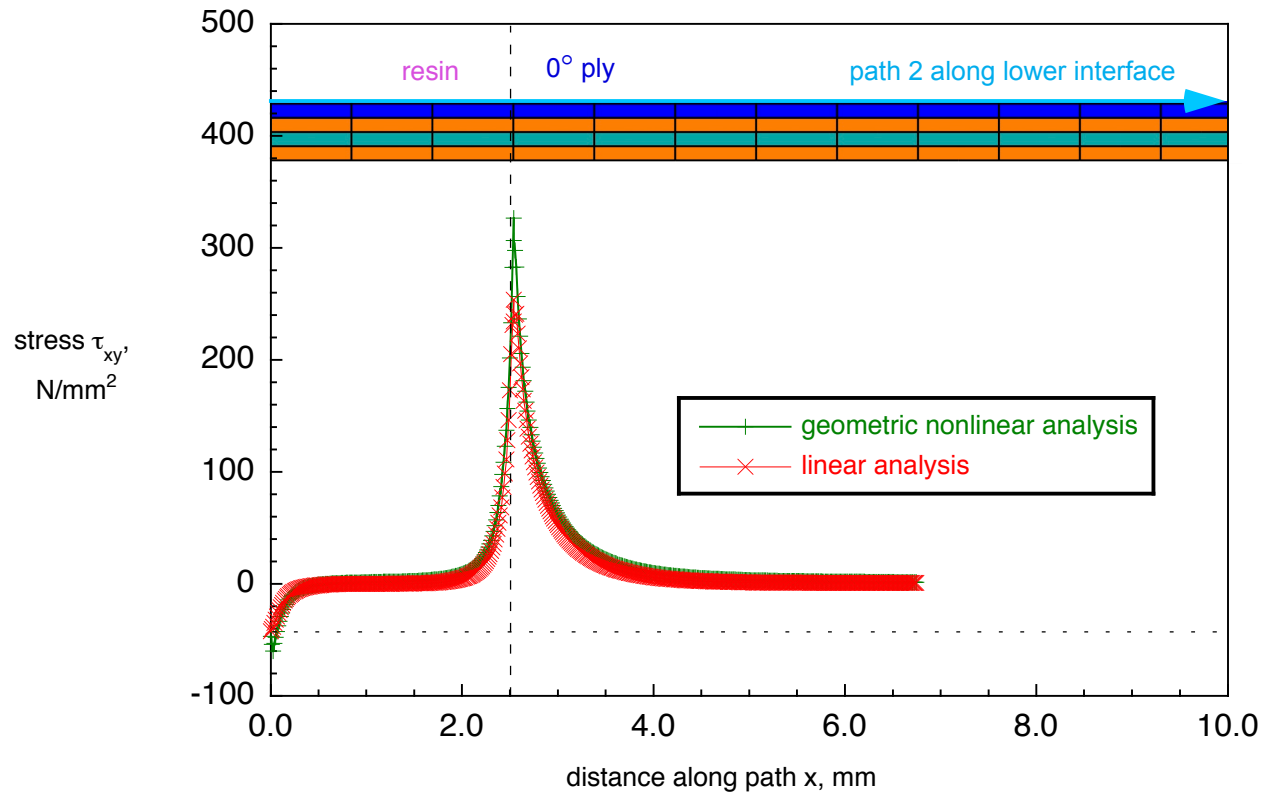 500
resin
0° ply
path 2 along lower interface
400
300
stress τxy,
N/mm2
200
geometric nonlinear analysis
100
linear analysis
0
-100
0.0
2.0
4.0
6.0
8.0
10.0
distance along path x, mm